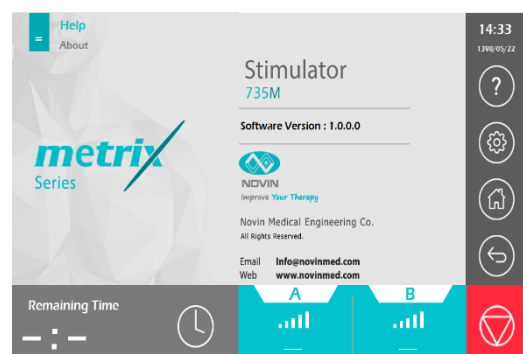 Help
About
14:33
1398/05/22
Stimulator
735M
?
Software Version : 1.0.0.0
metrix
Series
NOVIN
Improve Your Therapy
Novin Medical Engineering Co.
All Rights Reserved.
Email Info@novinmed.com
Web www.novinmed.com
Remaining Time
--:--
A
B